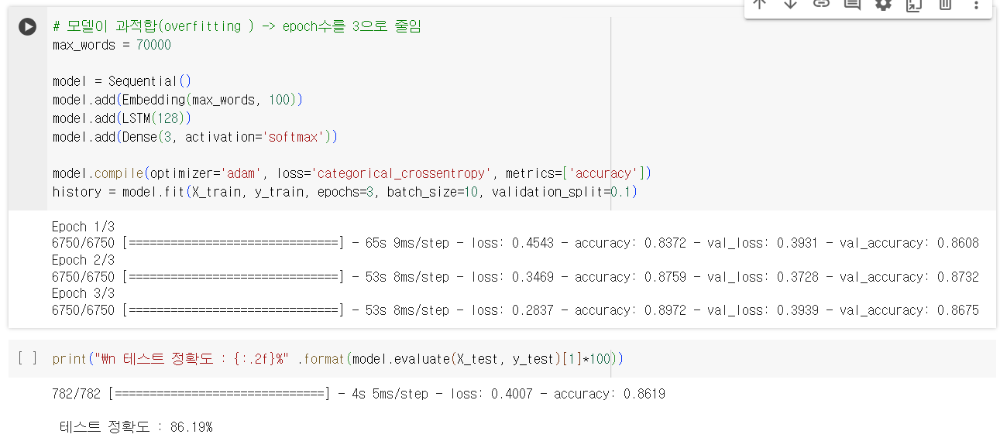 # 모델이 과적합(overfitting ) -> epoch수를 3으로 줄임
max_words = 70000
model = Sequential()
model.add(Embedding(max_words, 100))
model.add(LSTM(128))
model.add(Dense(3, activation='softmax'))
model.compile(optimizer='adam', loss='categorical_crossentropy', metrics=['accuracy'])
history = model.fit(X_train, y_train, epochs=3, batch_size=10, validation_split=0.1)
Epoch 1/3
6750/6750 [==============================] - 65s 9ms/step - loss: 0.4543 - accuracy: 0.8372 - val_loss: 0.3931 - val_accuracy: 0.8608
Epoch 2/3
6750/6750 [==============================] - 53s 8ms/step - loss: 0.3469 - accuracy: 0.8759 - val_loss: 0.3728 - val_accuracy: 0.8732
Epoch 3/3
6750/6750 [==============================] - 53s 8ms/step - loss: 0.2837 - accuracy: 0.8972 - val_loss: 0.3939 - val_accuracy: 0.8675
[ ] print("₩n 테스트 정확도 : {:.2f}%" .format(model.evaluate(X_test, y_test)[1]*100))
782/782 [==============================] - 4s 5ms/step - loss: 0.4007 - accuracy: 0.8619
테스트 정확도 : 86.19%